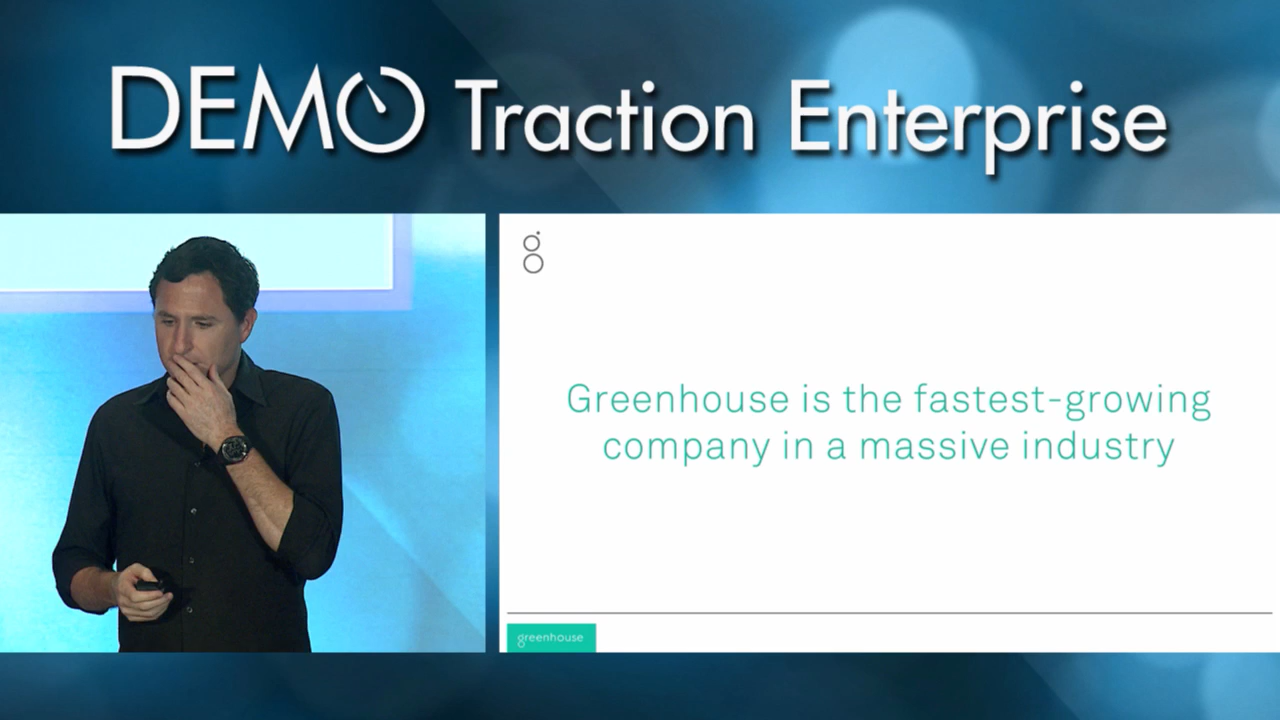 DEMO Traction Enterprise
Greenhouse is the fastest-growing
company in a massive industry
greenhouse